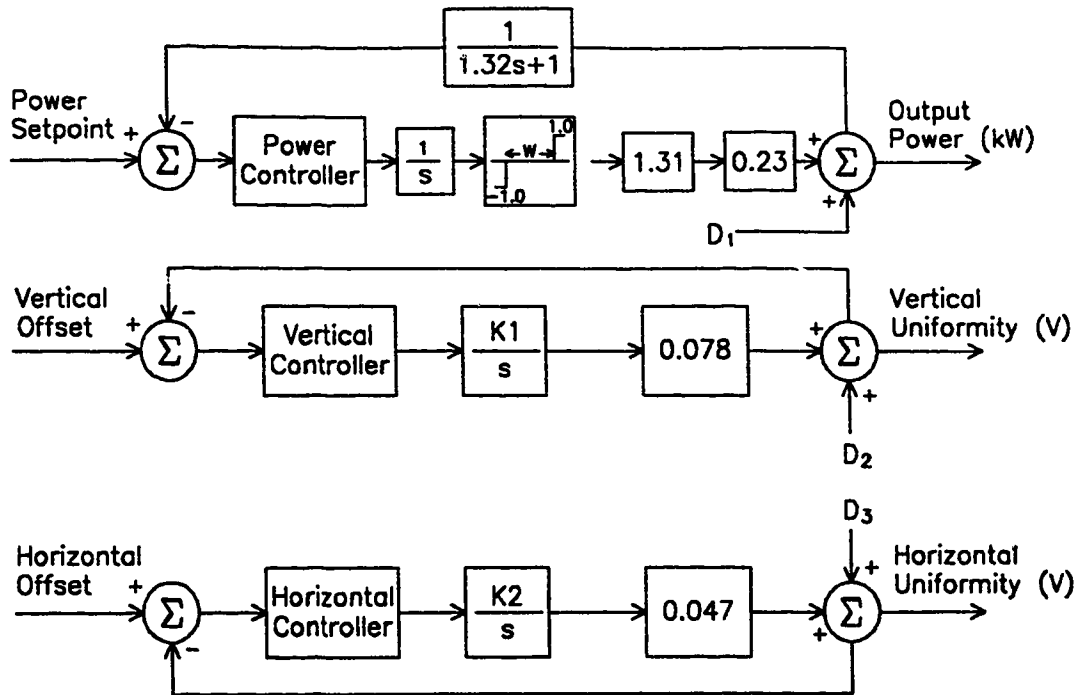 1
1.32s+1
Power
Setpoint
+
-
Σ
Power
Controller
1
s
1.0
W
-1.0
1.31
0.23
+
Σ
+
Output
Power (kW)
D1
Vertical
Offset
+
-
Σ
Vertical
Controller
K1
s
0.078
+
Σ
+
Vertical
Uniformity (V)
D2
D3
Horizontal
Offset
+
Σ
-
Horizontal
Controller
K2
s
0.047
+
Σ
+
Horizontal
Uniformity (V)